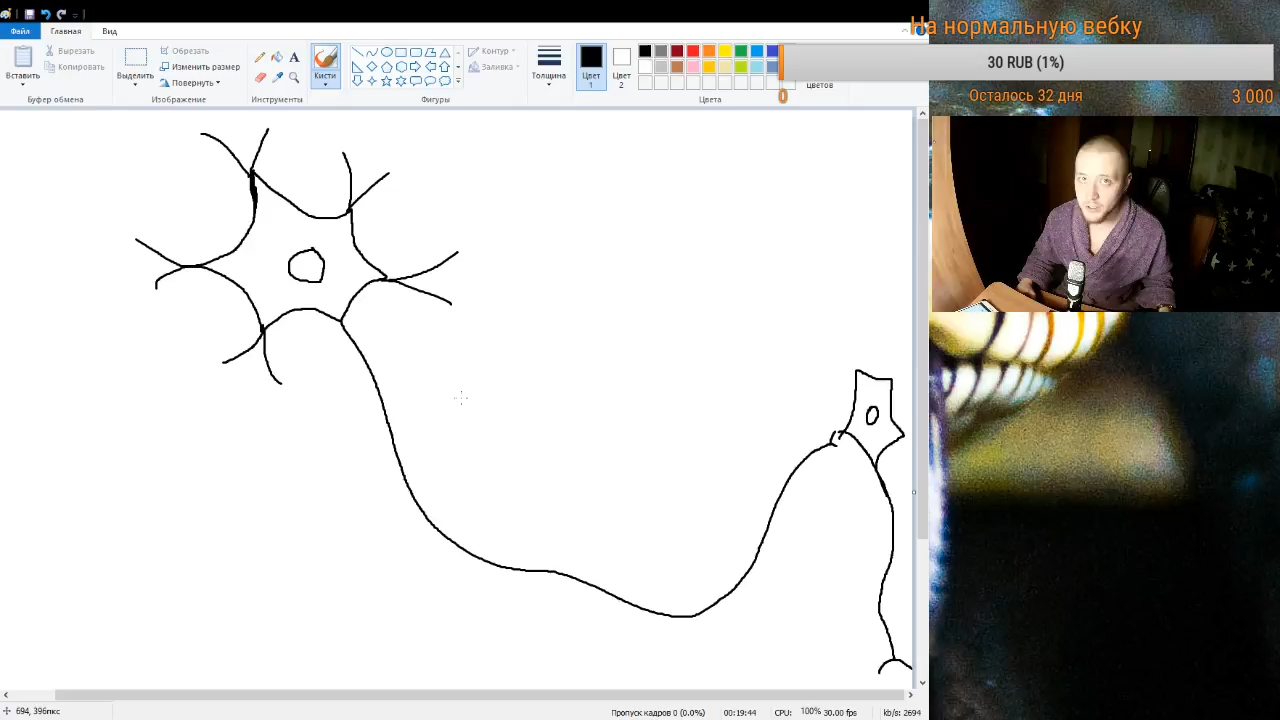 Файл Главная Вид
Вставить
Выделить
Вырезать
Копировать
Обрезать
Изменить размер
Повернуть
A
Кисти
Контур
Заливка
Толщина
Цвет 1
Цвет 2
цветов
Буфер обмена
Изображение
Инструменты
Фигуры
Цвета
На нормальную вебку
30 RUB (1%)
0
Осталось 32 дня
3 000
694, 396пкс
100%
Пропуск кадров 0 (0.0%)
00:19:44
CPU:
30.00 fps
kb/s: 2694